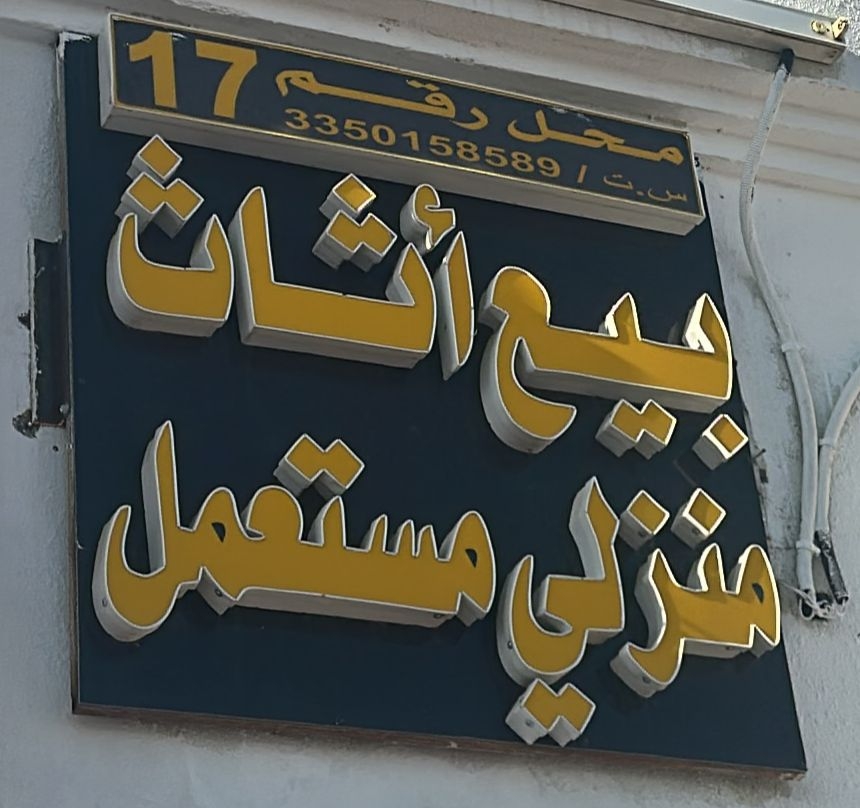 محل رقم 17
س.ت / 3350158589
بيع أثاث
منزلي مستعمل